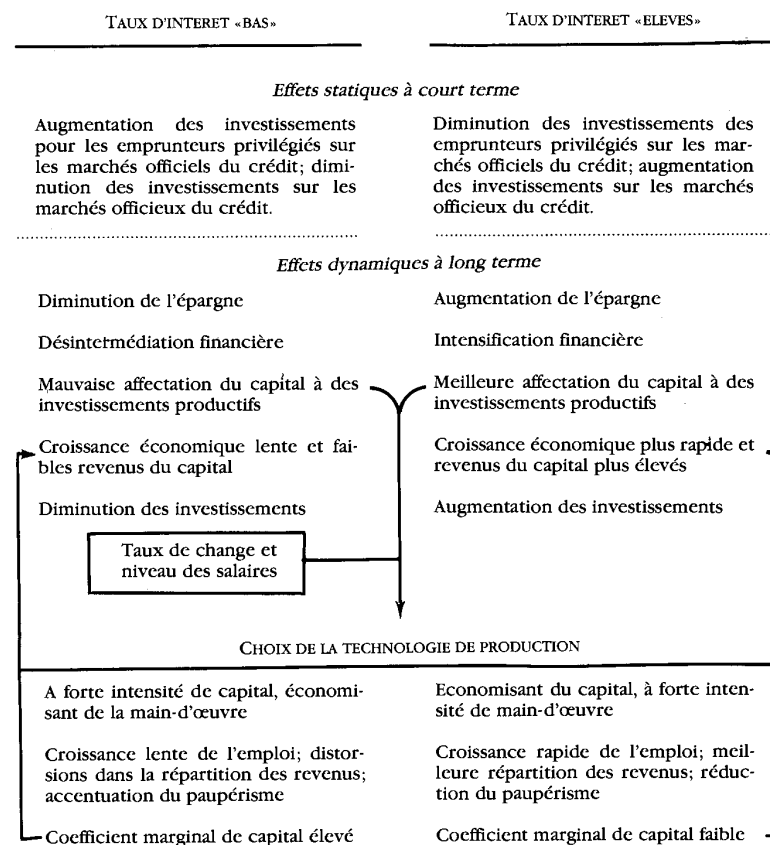 TAUX D'INTERET «BAS»
TAUX D'INTERET «ELEVES»
Effets statiques à court terme
Augmentation des investissements
pour les emprunteurs privilégiés sur
les marchés officiels du crédit; dimi-
nution des investissements sur les
marchés officieux du crédit.
Diminution des investissements des
emprunteurs privilégiés sur les mar-
chés officiels du crédit; augmentation
des investissements sur les marchés
officieux du crédit.
Effets dynamiques à long terme
Diminution de l'épargne
Désintermédiation financière
Mauvaise affectation du capital à des
investissements productifs
Croissance économique lente et fai-
bles revenus du capital
Diminution des investissements
Augmentation de l'épargne
Intensification financière
Meilleure affectation du capital à des
investissements productifs
Croissance économique plus rapide et
revenus du capital plus élevés
Augmentation des investissements
Taux de change et
niveau des salaires
CHOIX DE LA TECHNOLOGIE DE PRODUCTION
A forte intensité de capital, économi-
sant de la main-d'œuvre
Croissance lente de l'emploi; distor-
sions dans la répartition des revenus;
accentuation du paupérisme
Coefficient marginal de capital élevé
Economisant du capital, à forte inten-
sité de main-d'œuvre
Croissance rapide de l'emploi; meil-
leure répartition des revenus; réduc-
tion du paupérisme
Coefficient marginal de capital faible